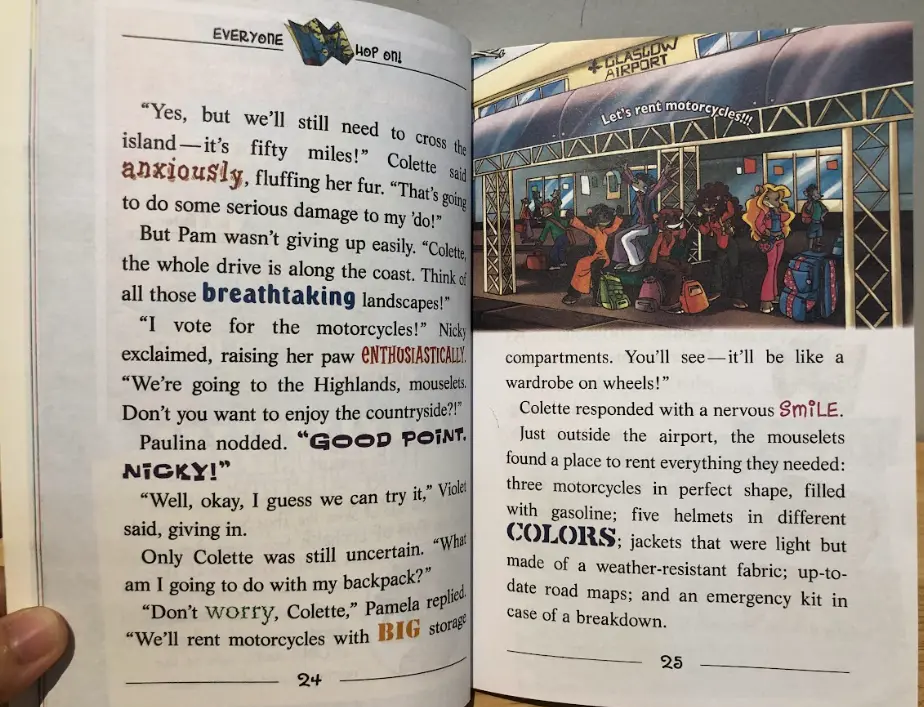 EVERYONE HOP ON!
“Yes, but we’ll still need to cross the
island—it’s fifty miles!” Colette said
anxiously, fluffing her fur. “That’s going
to do some serious damage to my ’do!”
But Pam wasn’t giving up easily. “Colette,
the whole drive is along the coast. Think of
all those breathtaking landscapes!”
“I vote for the motorcycles!” Nicky
exclaimed, raising her paw ENTHUSIASTICALLY.
“We’re going to the Highlands, mouselets.
Don’t you want to enjoy the countryside?!”
Paulina nodded. “GOOD POINT,
NICKY!”
“Well, okay, I guess we can try it,” Violet
said, giving in.
Only Colette was still uncertain. “What
am I going to do with my backpack?”
“Don’t worry, Colette,” Pamela replied.
“We’ll rent motorcycles with BIG storage
24
GLASGOW
AIRPORT
Let’s rent motorcycles!!!
compartments. You’ll see—it’ll be like a
wardrobe on wheels!”
Colette responded with a nervous SMILE.
Just outside the airport, the mouselets
found a place to rent everything they needed:
three motorcycles in perfect shape, filled
with gasoline; five helmets in different
COLORS; jackets that were light but
made of a weather-resistant fabric; up-to-
date road maps; and an emergency kit in
case of a breakdown.
25